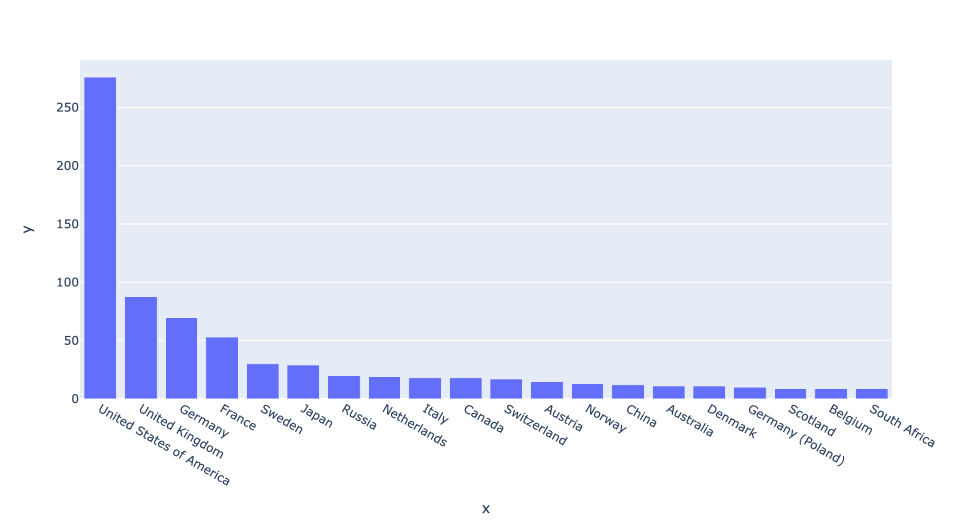 250
200
150
100
50
0
y
United States of America
United Kingdom
Germany
France
Sweden
Japan
Russia
Netherlands
Italy
Canada
Switzerland
Austria
Norway
China
Australia
Denmark
Germany (Poland)
Scotland
Belgium
South Africa
x